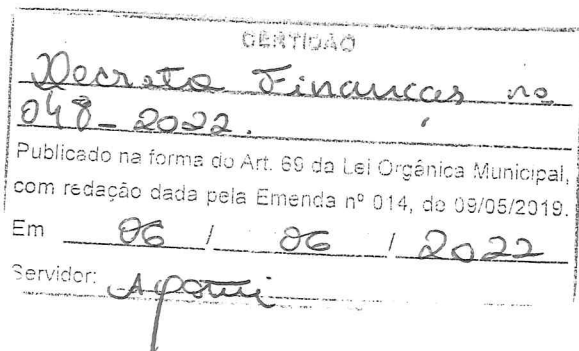 CERTIDÃO
Decreto Financas no
048-2022.
Publicado na forma do Art. 69 da Lei Orgânica Municipal,
com redação dada pela Emenda nº 014, de 09/05/2019.
Em 06 / 06 / 2022
Servidor: